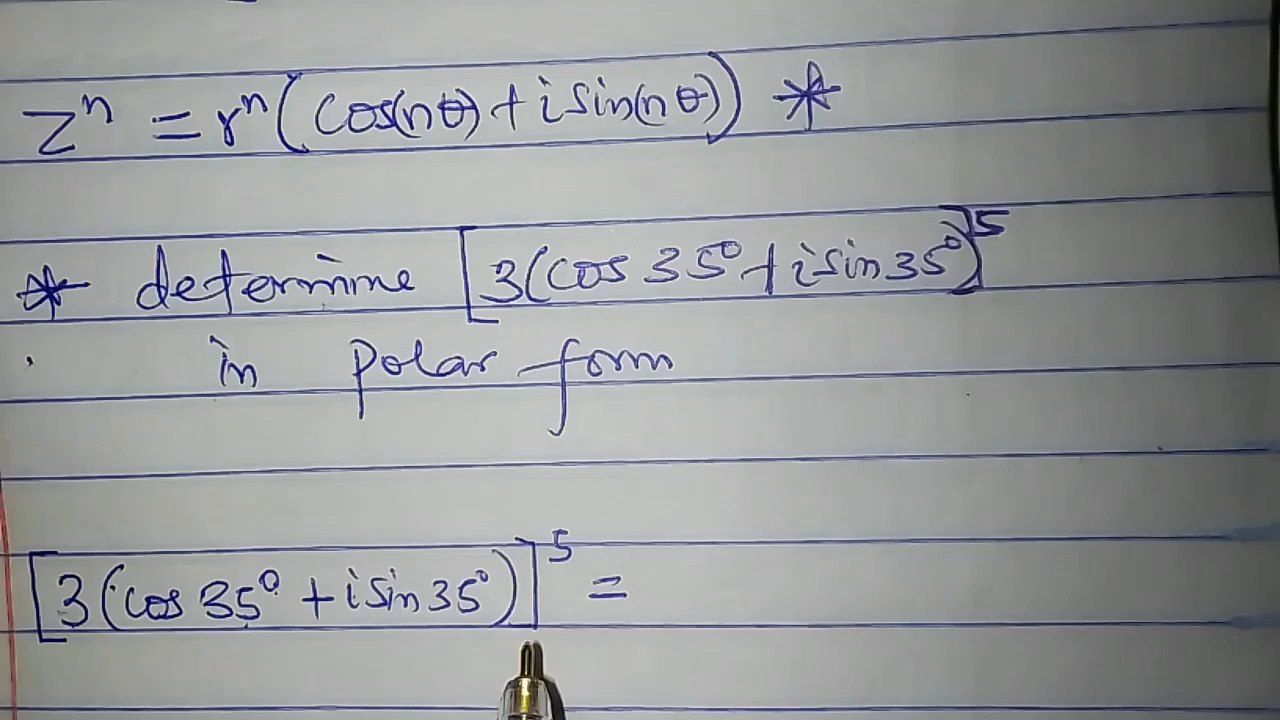 Zⁿ = rⁿ(Cos(nθ) + i Sin(nθ)) *
* determine [3(cos 35° + i sin 35°)]⁵
in polar form
[3(cos 35° + i sin 35°)]⁵ =